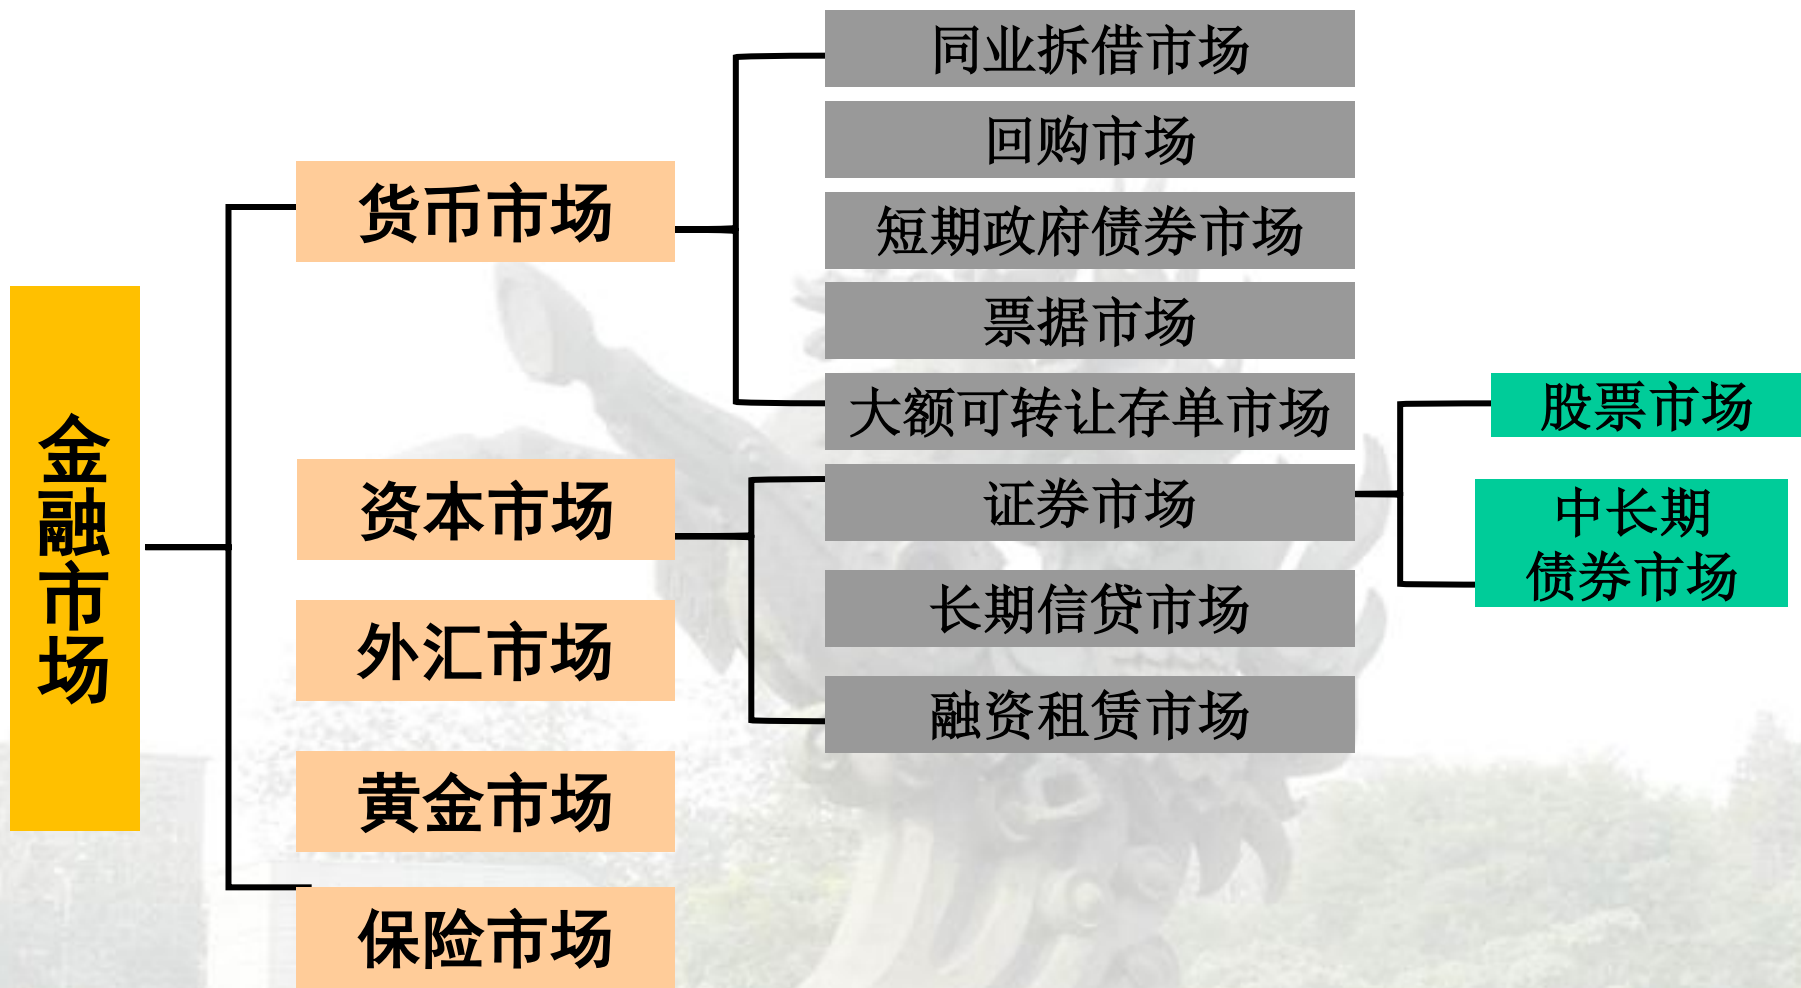 金融市场
货币市场
同业拆借市场
回购市场
短期政府债券市场
票据市场
大额可转让存单市场
资本市场
证券市场
股票市场
中长期
债券市场
长期信贷市场
融资租赁市场
外汇市场
黄金市场
保险市场